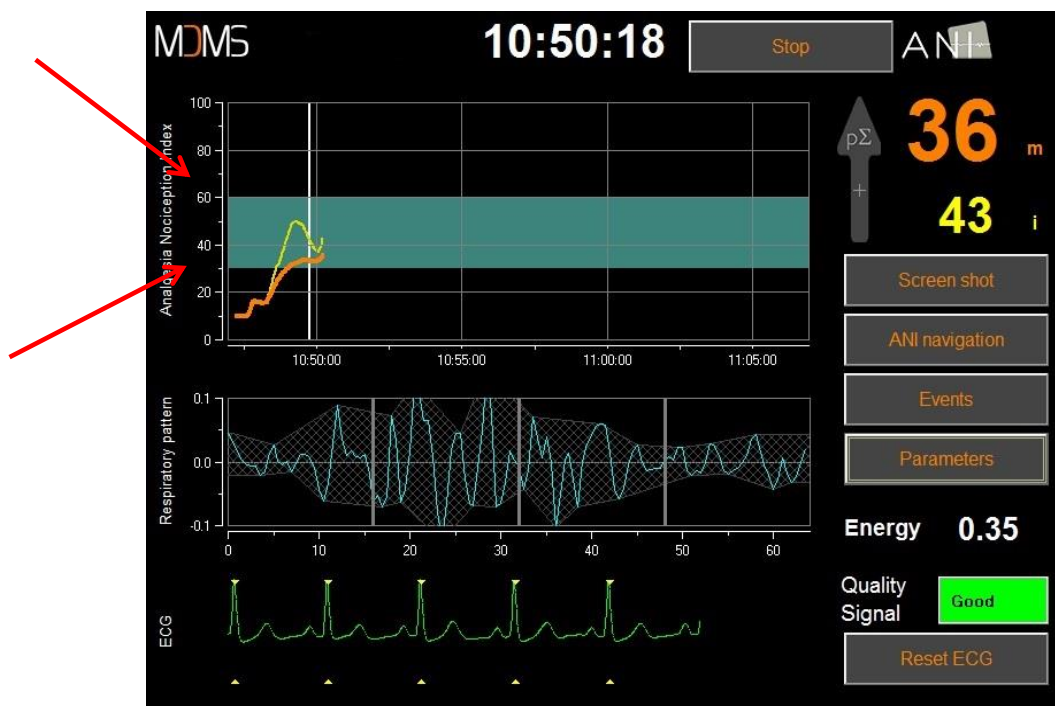 MDMS
10:50:18
Stop
ANI
100
80
60
40
20
0
Analgesia Nociception Index
10:50:00 10:55:00 11:00:00 11:05:00
pΣ
+
36 m
43 i
Screen shot
ANI navigation
Events
Parameters
0.1
0.0
-0.1
Respiratory pattern
0 10 20 30 40 50 60
Energy 0.35
Quality
Signal
Good
ECG
Reset ECG